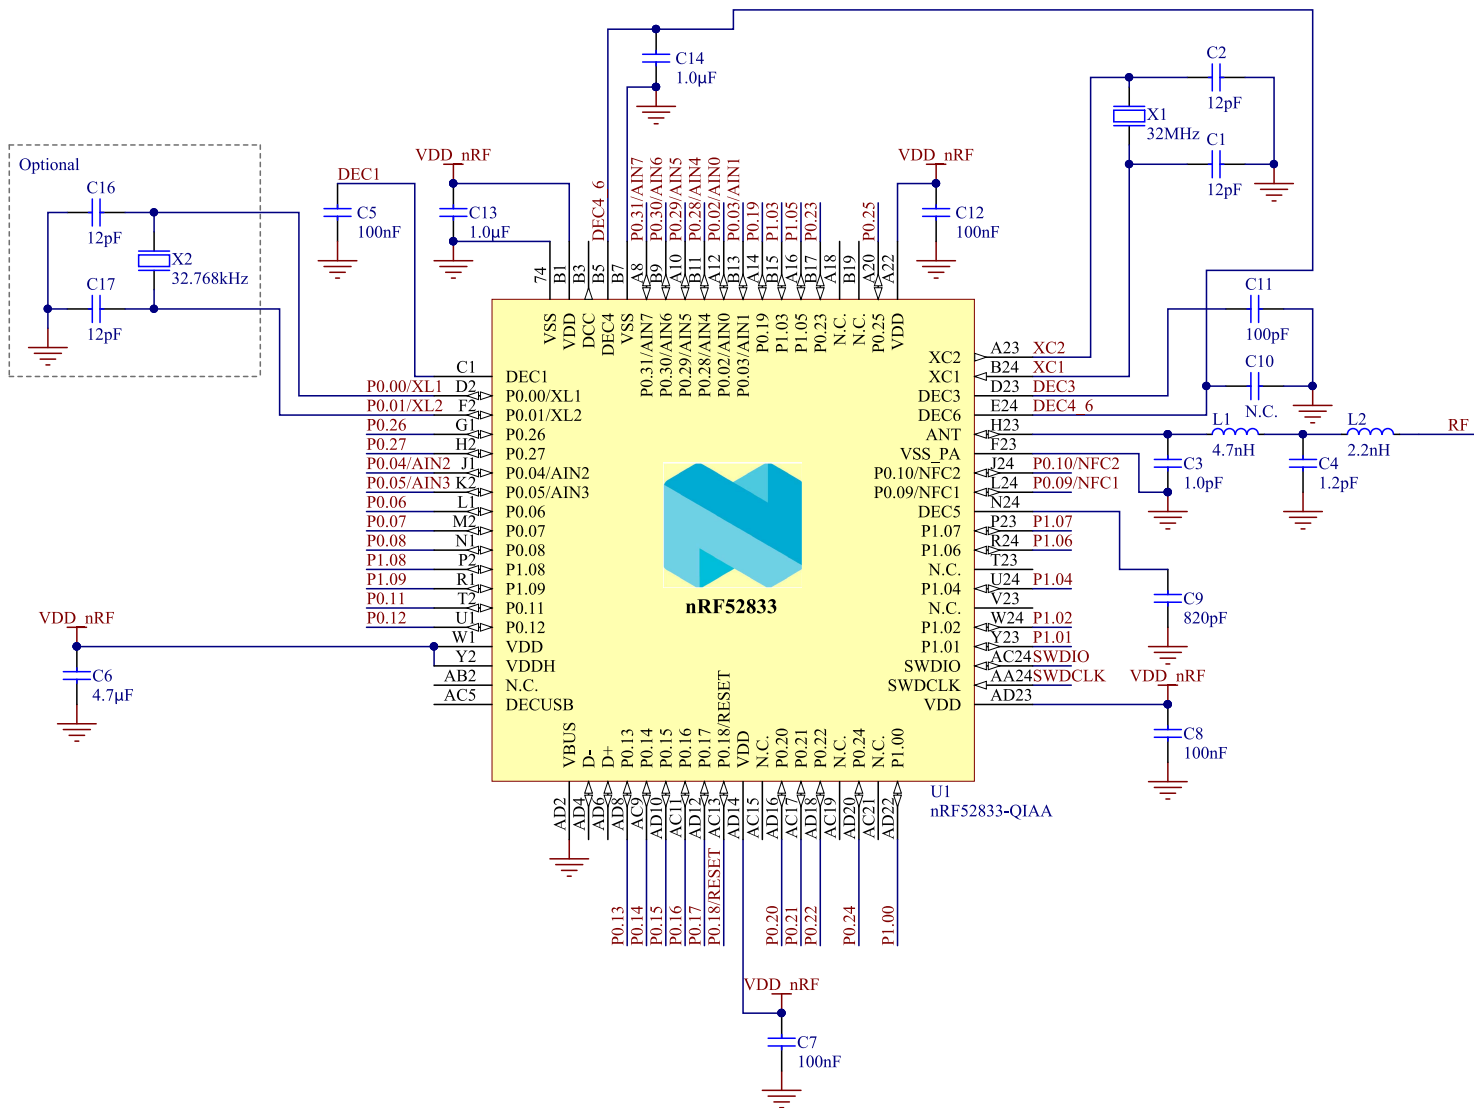 C14
1.0µF
C2
12pF
X1
32MHz
C1
12pF
Optional
C16
12pF
X2
32.768kHz
C17
12pF
DEC1
C5
100nF
VDD_nRF
C13
1.0µF
DEC4_6
P0.31/AIN7
P0.30/AIN6
P0.29/AIN5
P0.28/AIN4
P0.02/AIN0
P0.03/AIN1
P0.19
P1.03
P1.05
P0.23
P0.25
VDD_nRF
C12
100nF
74
B1
B3
B5
B7
A8
B9
A10
B11
A12
B13
A14
B15
A16
B17
A18
B19
A20
A22
VSS
VDD
DCC
DEC4
VSS
P0.31/AIN7
P0.30/AIN6
P0.29/AIN5
P0.28/AIN4
P0.02/AIN0
P0.03/AIN1
P0.19
P1.03
P1.05
P0.23
N.C.
N.C.
P0.25
VDD
C1 DEC1
P0.00/XL1 D2 P0.00/XL1
P0.01/XL2 F2 P0.01/XL2
P0.26 G1 P0.26
P0.27 H2 P0.27
P0.04/AIN2 J1 P0.04/AIN2
P0.05/AIN3 K2 P0.05/AIN3
P0.06 L1 P0.06
P0.07 M2 P0.07
P0.08 N1 P0.08
P1.08 P2 P1.08
P1.09 R1 P1.09
P0.11 T2 P0.11
P0.12 U1 P0.12
W1 VDD
Y2 VDDH
AB2 N.C.
AC5 DECUSB
VDD_nRF
C6
4.7µF
nRF52833
XC2 A23 XC2
XC1 B24 XC1
DEC3 D23 DEC3
DEC6 E24 DEC4_6
ANT H23
VSS_PA F23
P0.10/NFC2 J24 P0.10/NFC2
P0.09/NFC1 L24 P0.09/NFC1
DEC5 N24
P1.07 P23 P1.07
P1.06 R24 P1.06
N.C. T23
P1.04 U24 P1.04
N.C. V23
P1.02 W24 P1.02
P1.01 Y23 P1.01
SWDIO AC24 SWDIO
SWDCLK AA24 SWDCLK
VDD AD23
C11
100pF
C10
N.C.
L1
4.7nH
L2
2.2nH
RF
C3
1.0pF
C4
1.2pF
C9
820pF
VDD_nRF
C8
100nF
VBUS
D-
D+
P0.13
P0.14
P0.15
P0.16
P0.17
P0.18/RESET
VDD
N.C.
P0.20
P0.21
P0.22
N.C.
P0.24
N.C.
P1.00
U1
nRF52833-QIAA
AD2
AD4
AD6
AD8
AC9
AD10
AC11
AD12
AC13
AD14
AC15
AD16
AC17
AD18
AC19
AD20
AC21
AD22
P0.13
P0.14
P0.15
P0.16
P0.17
P0.18/RESET
P0.20
P0.21
P0.22
P0.24
P1.00
VDD_nRF
C7
100nF